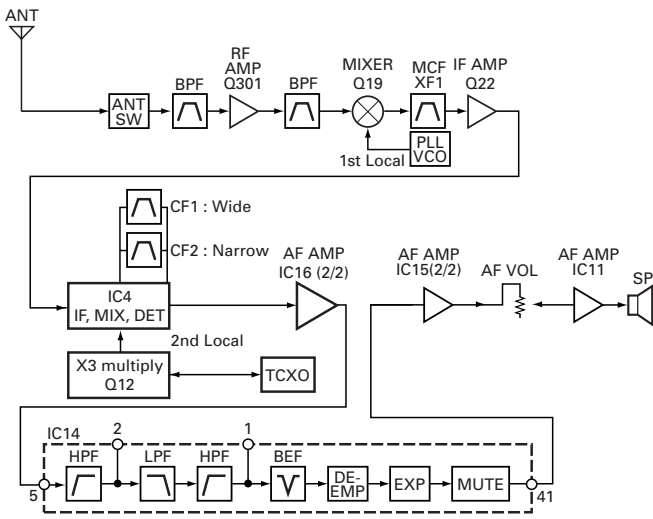 ANT
ANT
SW
BPF
RF
AMP
Q301
BPF
MIXER
Q19
MCF
XF1
IF AMP
Q22
1st Local
PLL
VCO
CF1 : Wide
CF2 : Narrow
IC4
IF, MIX, DET
AF AMP
IC16 (2/2)
AF AMP
IC15(2/2)
AF VOL
AF AMP
IC11
SP
2nd Local
X3 multiply
Q12
TCXO
IC14
2
1
5
HPF
LPF
HPF
BEF
DE-
EMP
EXP
MUTE
41